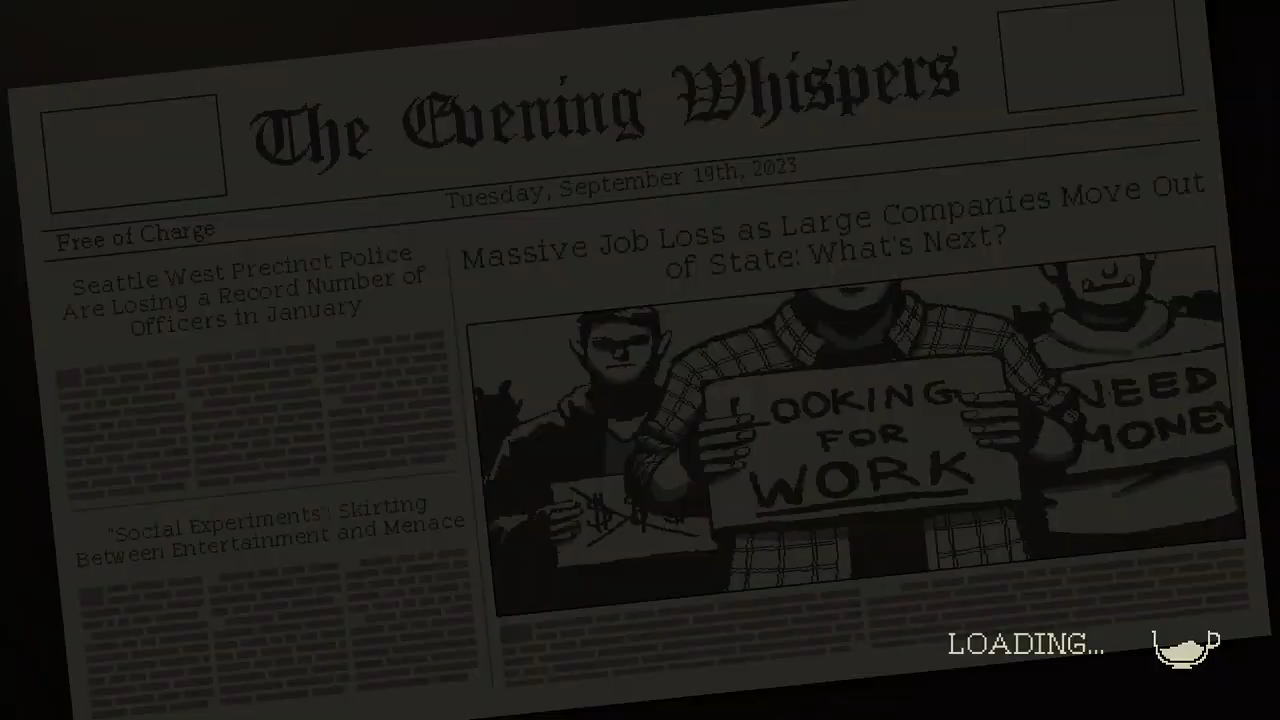 The Evening Whispers
Tuesday, September 19th, 2023
Free of Charge
Seattle West Precinct Police
Are Losing a Record Number of
Officers in January
"Social Experiments": Skirting
Between Entertainment and Menace
Massive Job Loss as Large Companies Move Out
of State: What's Next?
LOOKING
FOR
WORK
NEED
MONEY
LOADING...